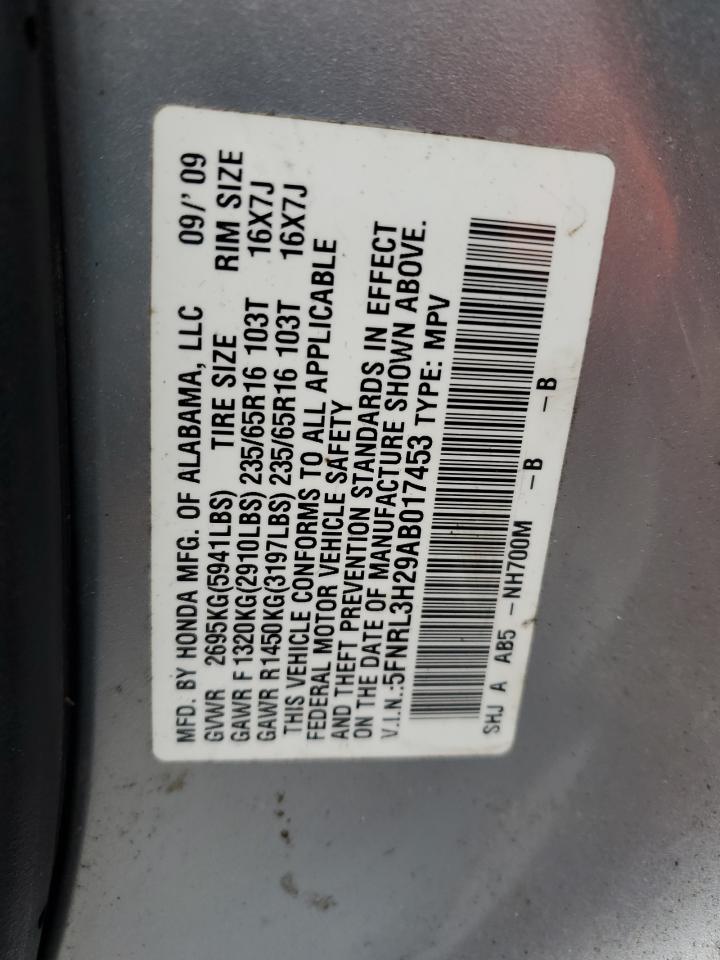 MFD. BY HONDA MFG. OF ALABAMA, LLC 09/'09
GVWR 2695KG(5941LBS) TIRE SIZE RIM SIZE
GAWR F 1320KG(2910LBS) 235/65R16 103T 16X7J
GAWR R 1450KG(3197LBS) 235/65R16 103T 16X7J
THIS VEHICLE CONFORMS TO ALL APPLICABLE
FEDERAL MOTOR VEHICLE SAFETY
AND THEFT PREVENTION STANDARDS IN EFFECT
ON THE DATE OF MANUFACTURE SHOWN ABOVE.
V.I.N.:5FNRL3H29AB017453 TYPE: MPV
SHJ A AB5 -NH700M -B -B